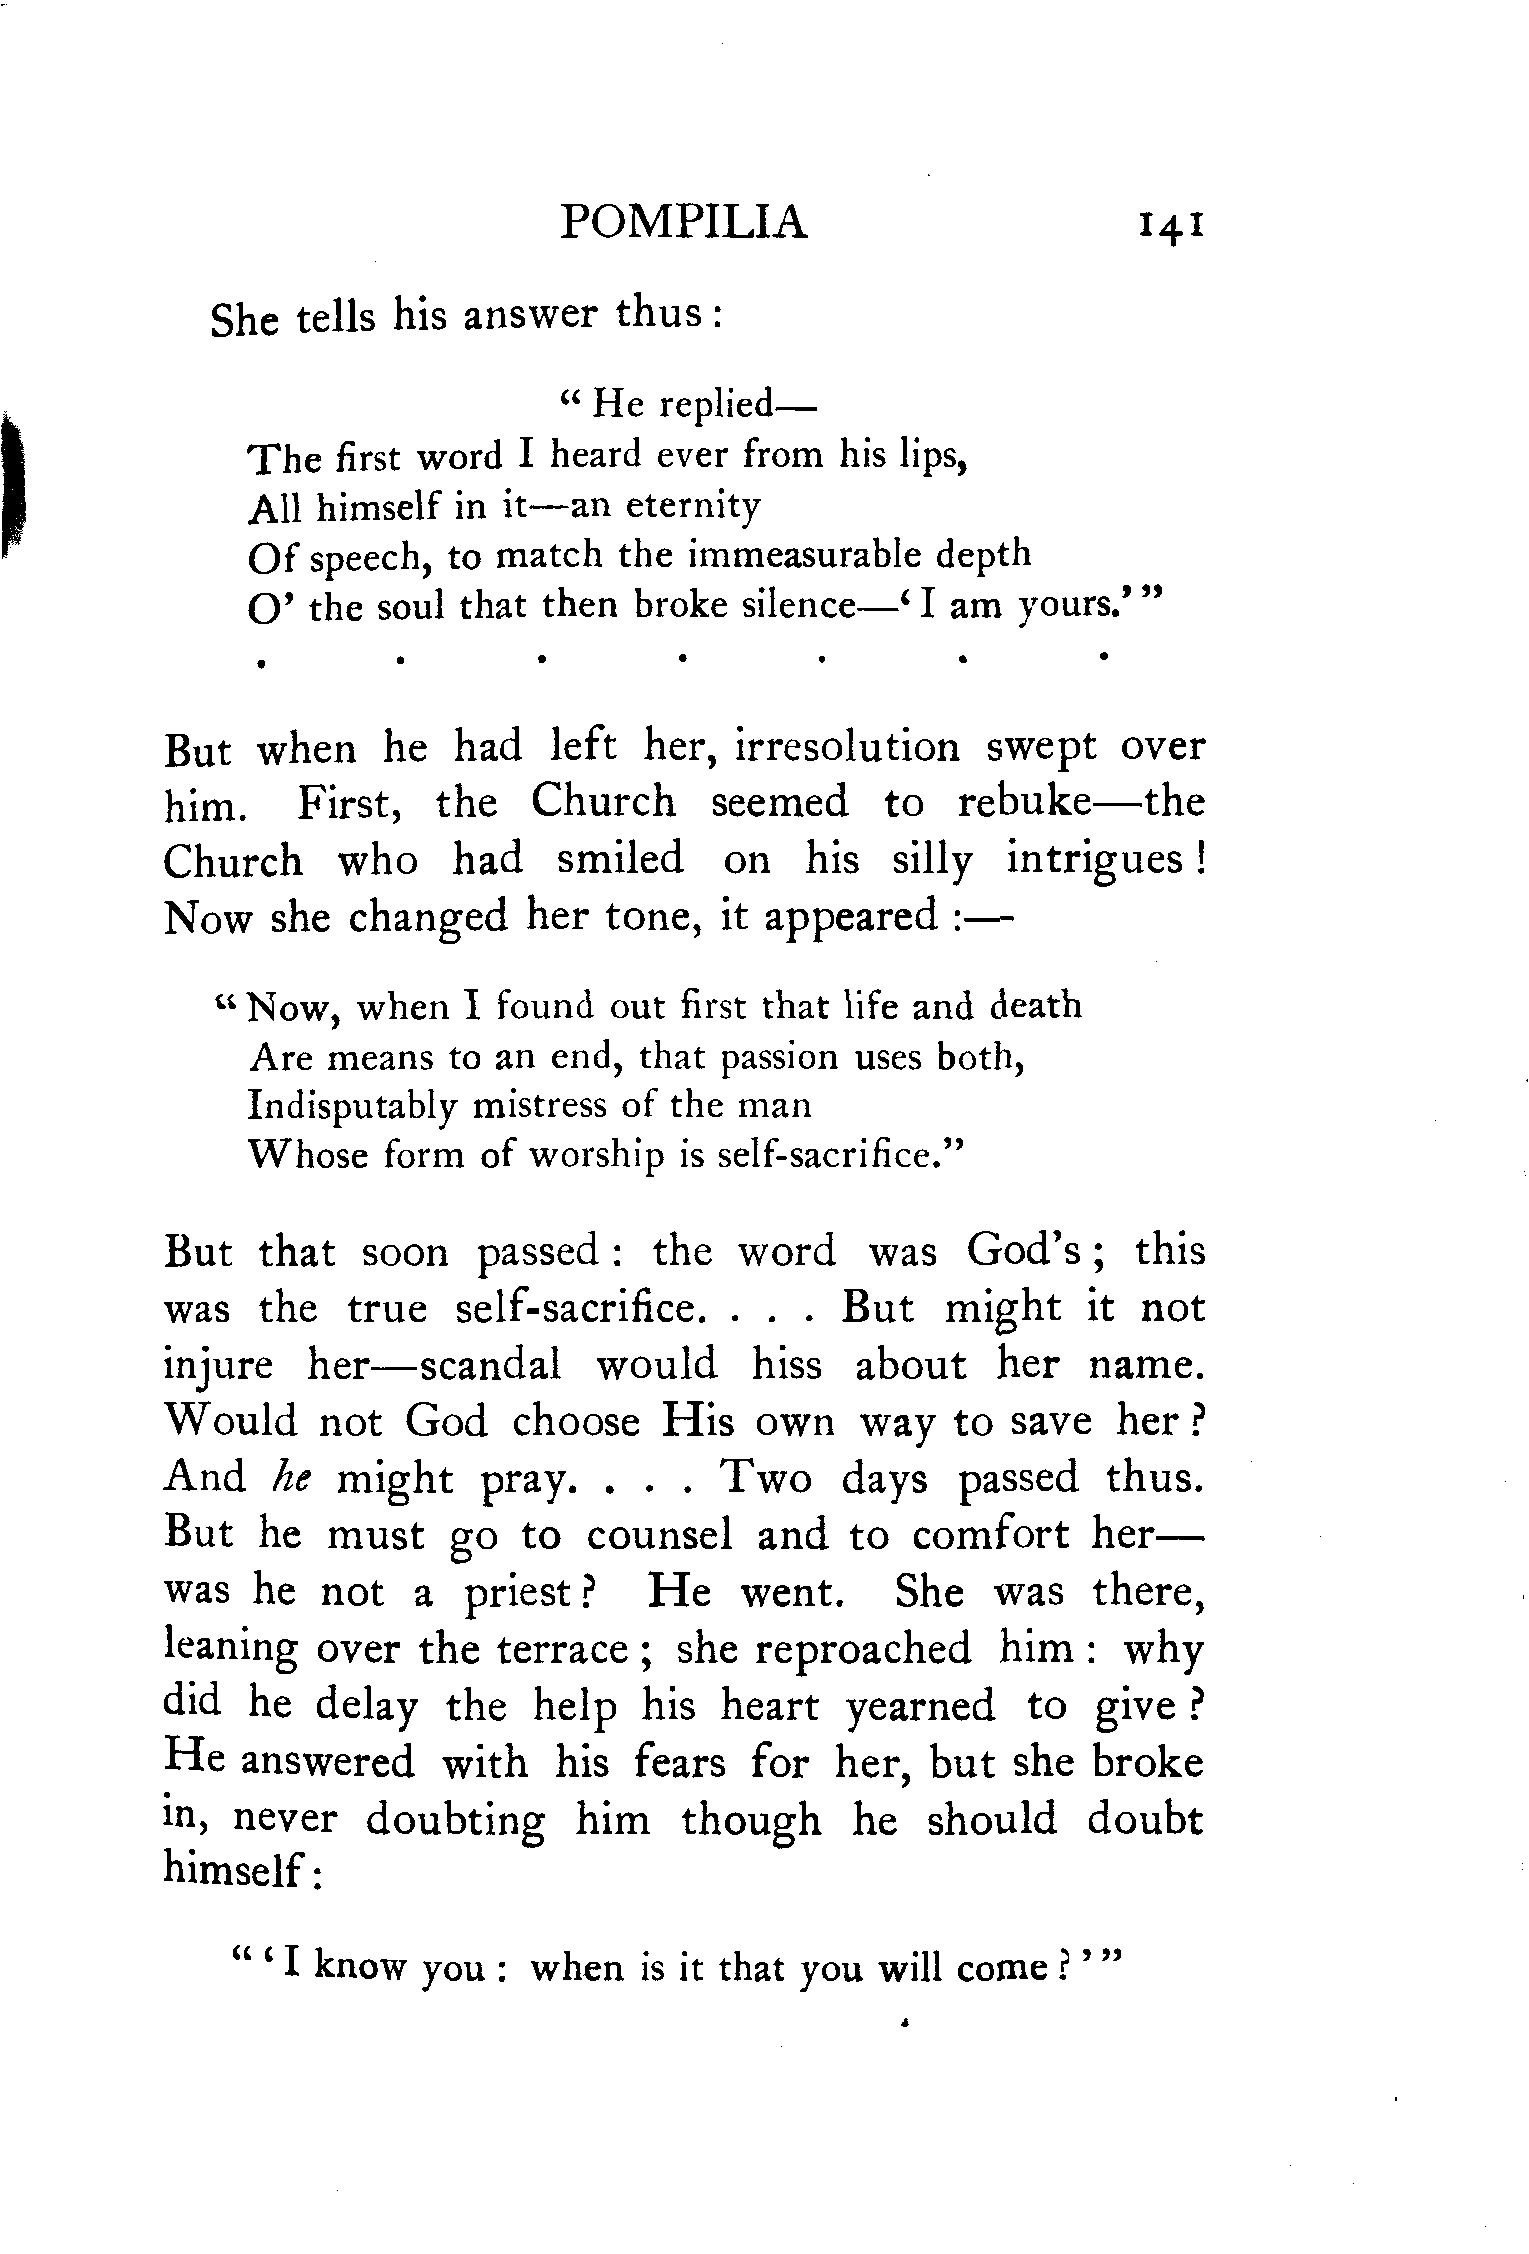 POMPILIA 141
She tells his answer thus :
“ He replied—
The first word I heard ever from his lips,
All himself in it—an eternity
Of speech, to match the immeasurable depth
O’ the soul that then broke silence—‘ I am yours.’ ”
. . . . . . .
But when he had left her, irresolution swept over
him. First, the Church seemed to rebuke—the
Church who had smiled on his silly intrigues !
Now she changed her tone, it appeared :—
“ Now, when I found out first that life and death
Are means to an end, that passion uses both,
Indisputably mistress of the man
Whose form of worship is self-sacrifice.”
But that soon passed : the word was God’s ; this
was the true self-sacrifice. . . . But might it not
injure her—scandal would hiss about her name.
Would not God choose His own way to save her ?
And he might pray. . . . Two days passed thus.
But he must go to counsel and to comfort her—
was he not a priest ? He went. She was there,
leaning over the terrace ; she reproached him : why
did he delay the help his heart yearned to give ?
He answered with his fears for her, but she broke
in, never doubting him though he should doubt
himself :
“ ‘ I know you : when is it that you will come ? ’ ”